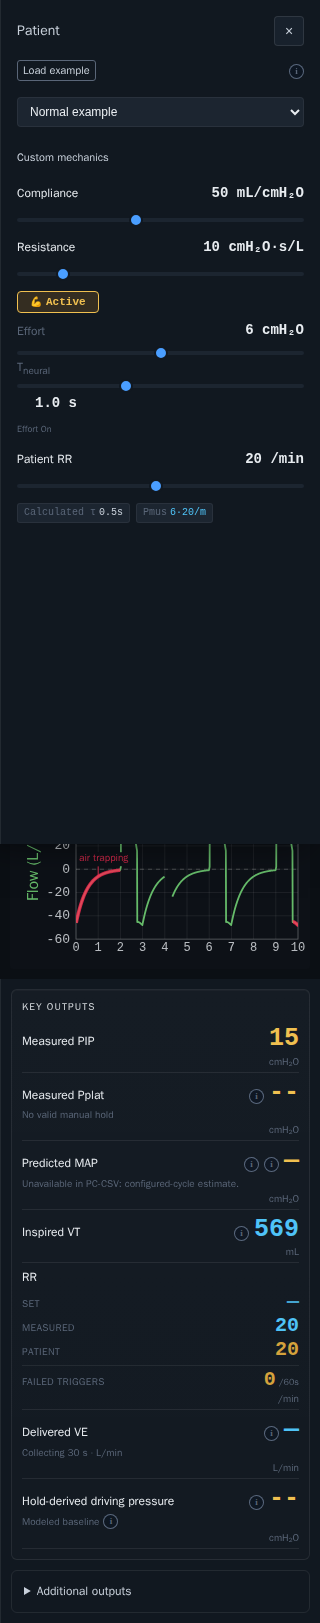 Patient
×
Load example
i
Normal example
Custom mechanics
Compliance 50 mL/cmH₂O
Resistance 10 cmH₂O·s/L
💪 Active
Effort 6 cmH₂O
Tneural
1.0 s
Effort On
Patient RR 20 /min
Calculated τ 0.5s Pmus 6·20/m
Flow (L/
20
air trapping
0
-20
-40
-60
0 1 2 3 4 5 6 7 8 9 10
KEY OUTPUTS
Measured PIP 15
cmH₂O
Measured Pplat i --
No valid manual hold
cmH₂O
Predicted MAP i i —
Unavailable in PC-CSV: configured-cycle estimate.
cmH₂O
Inspired VT i 569
mL
RR
SET —
MEASURED 20
PATIENT 20
FAILED TRIGGERS 0 /60s
/min
Delivered VE i —
Collecting 30 s · L/min
L/min
Hold-derived driving pressure i --
Modeled baseline i
cmH₂O
▶ Additional outputs